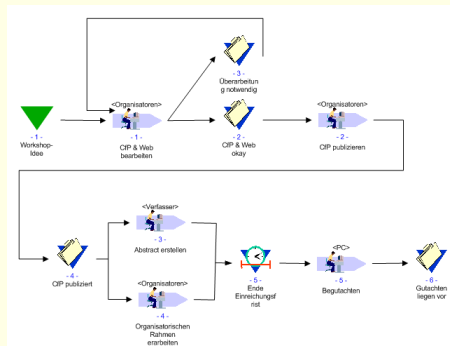 - 3 -
Überarbeitun
g notwendig
<Organisatoren>
<Organisatoren>
- 1 -
Workshop-
Idee
- 1 -
CfP & Web
bearbeiten
- 2 -
CfP & Web
okay
- 2 -
CfP publizieren
<Verfasser>
- 3 -
Abstract erstellen
<PC>
- 4 -
CfP publiziert
<Organisatoren>
- 4 -
Organisatorischen
Rahmen
erarbeiten
<
- 5 -
Ende
Einreichungsf
rist
- 5 -
Begutachten
- 6 -
Gutachten
liegen vor